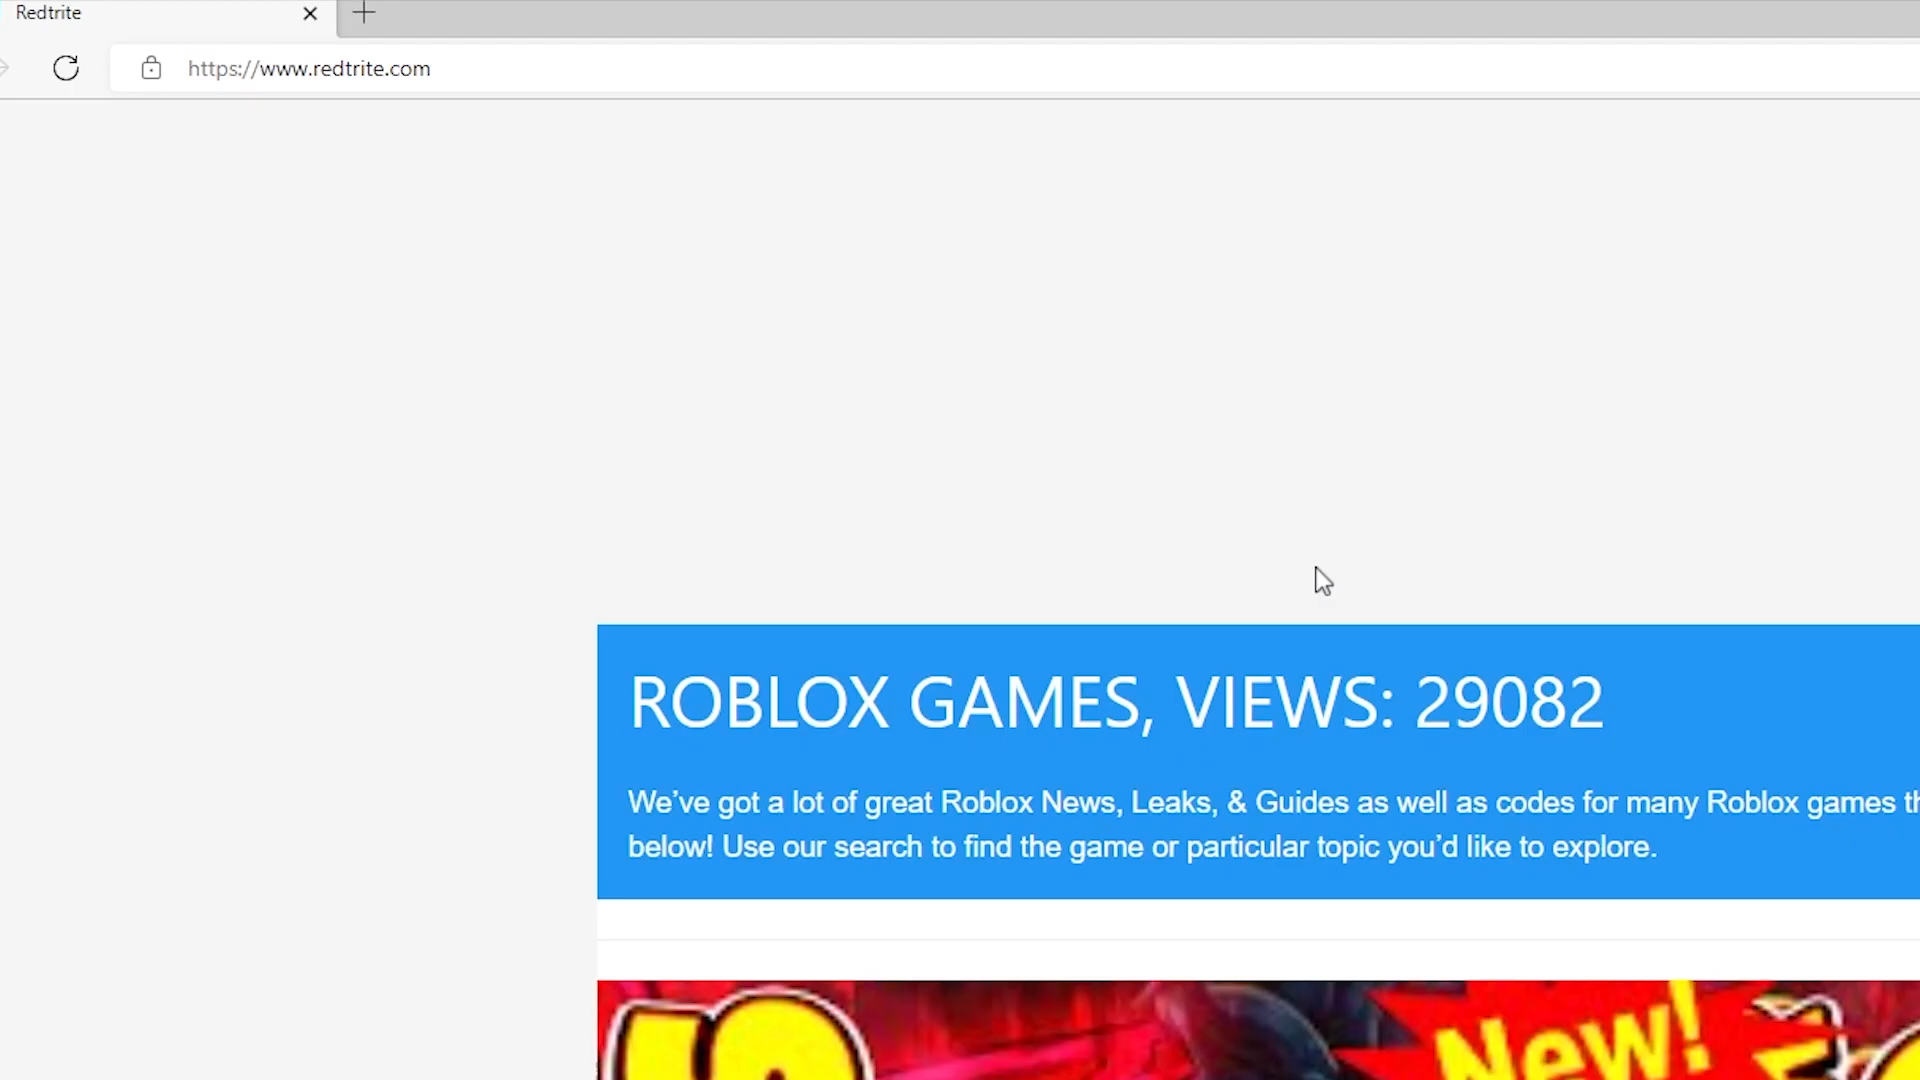 Redtrite
https://www.redtrite.com
ROBLOX GAMES, VIEWS: 29082
We’ve got a lot of great Roblox News, Leaks, & Guides as well as codes for many Roblox games
below! Use our search to find the game or particular topic you’d like to explore.
New!